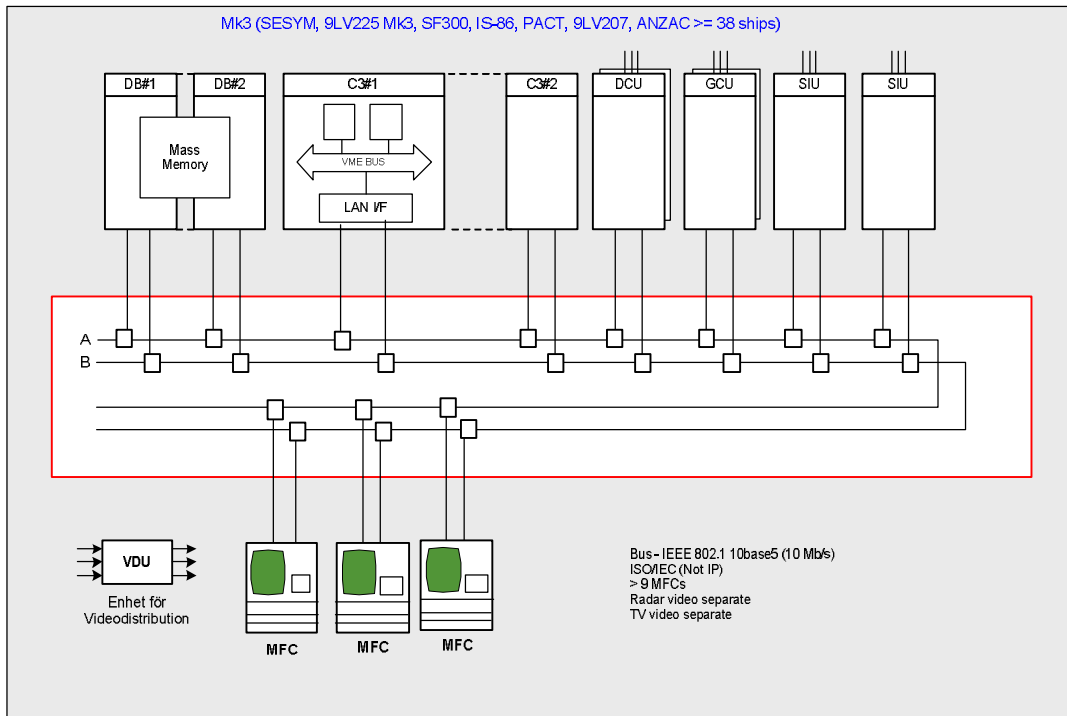 Mk3 (SESYM, 9LV225 Mk3, SF300, IS-86, PACT, 9LV207, ANZAC >= 38 ships)
DB#1
DB#2
C3#1
C3#2
DCU
GCU
SIU
SIU
Mass
Memory
VME BUS
LAN I/F
A
B
VDU
Enhet för
Videodistribution
MFC
MFC
MFC
Bus - IEEE 802.1 10base5 (10 Mb/s)
ISO/IEC (Not IP)
> 9 MFCs
Radar video separate
TV video separate